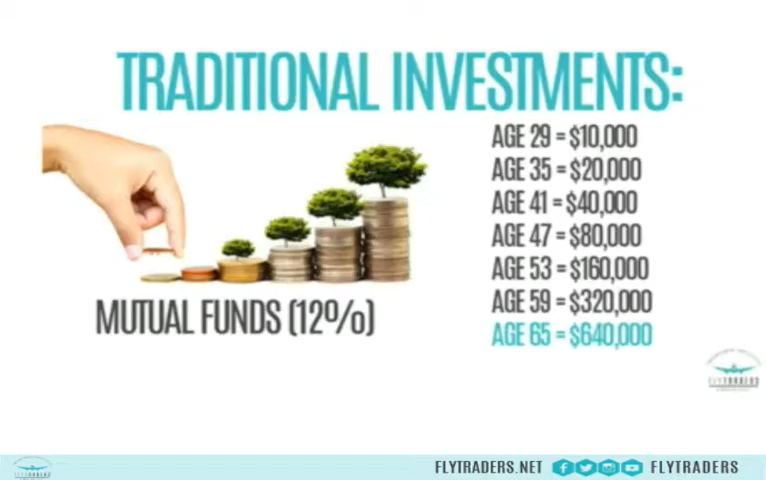 TRADITIONAL INVESTMENTS:
MUTUAL FUNDS (12%)
AGE 29 = $10,000
AGE 35 = $20,000
AGE 41 = $40,000
AGE 47 = $80,000
AGE 53 = $160,000
AGE 59 = $320,000
AGE 65 = $640,000
FLYTRADERS
FLYTRADERS.NET
FLYTRADERS